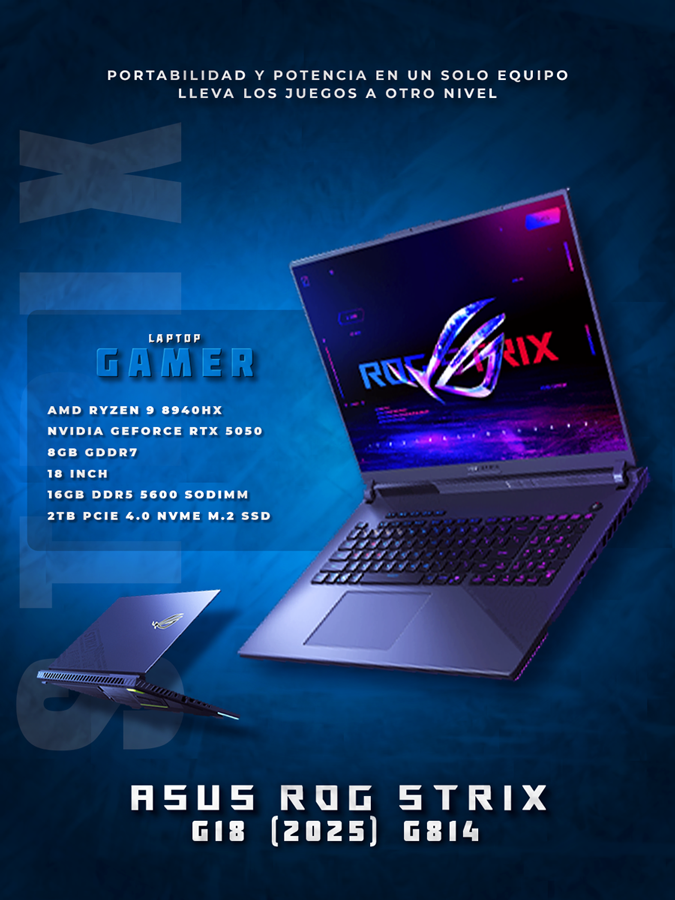 PORTABILIDAD Y POTENCIA EN UN SOLO EQUIPO
LLEVA LOS JUEGOS A OTRO NIVEL
STRIX
LAPTOP
GAMER
AMD RYZEN 9 8940HX
NVIDIA GEFORCE RTX 5050
8GB GDDR7
18 INCH
16GB DDR5 5600 SODIMM
2TB PCIE 4.0 NVME M.2 SSD
ROG STRIX
ASUS ROG STRIX
G18 (2025) G814